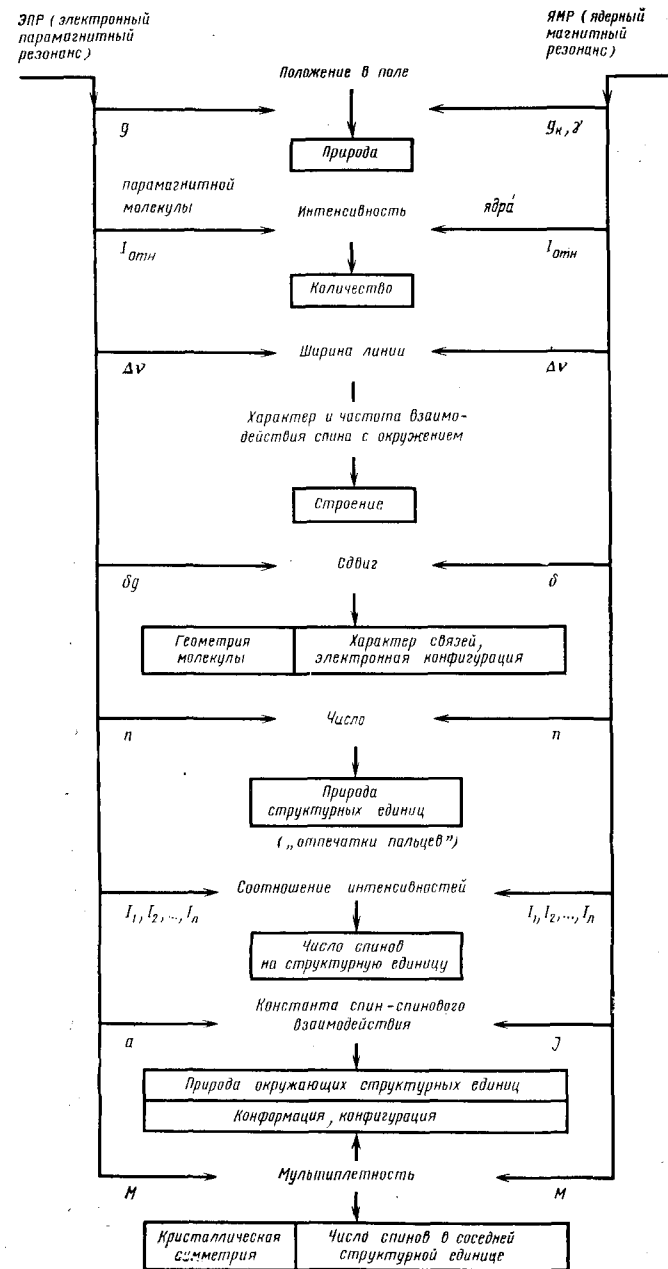 ЭПР (электронный
парамагнитный
резонанс)
ЯМР (ядерный
магнитный
резонанс)
Положение в поле
g
gн, γ
Природа
парамагнитной
молекулы
Интенсивность
ядра
Iотн
Iотн
Количество
Ширина линии
Δν
Δν
Характер и частота взаимо-
действия спина с окружением
Строение
Сдвиг
δg
δ
Геометрия
молекулы
Характер связей,
электронная конфигурация
Число
n
n
Природа
структурных единиц
(„отпечатки пальцев”)
Соотношение интенсивностей
I₁, I₂, ..., Iₙ
I₁, I₂, ..., Iₙ
Число спинов
на структурную единицу
Константа спин-спинового
взаимодействия
a
J
Природа окружающих структурных единиц
Конформация, конфигурация
Мультиплетность
M
M
Кристаллическая
симметрия
Число спинов в соседней
структурной единице